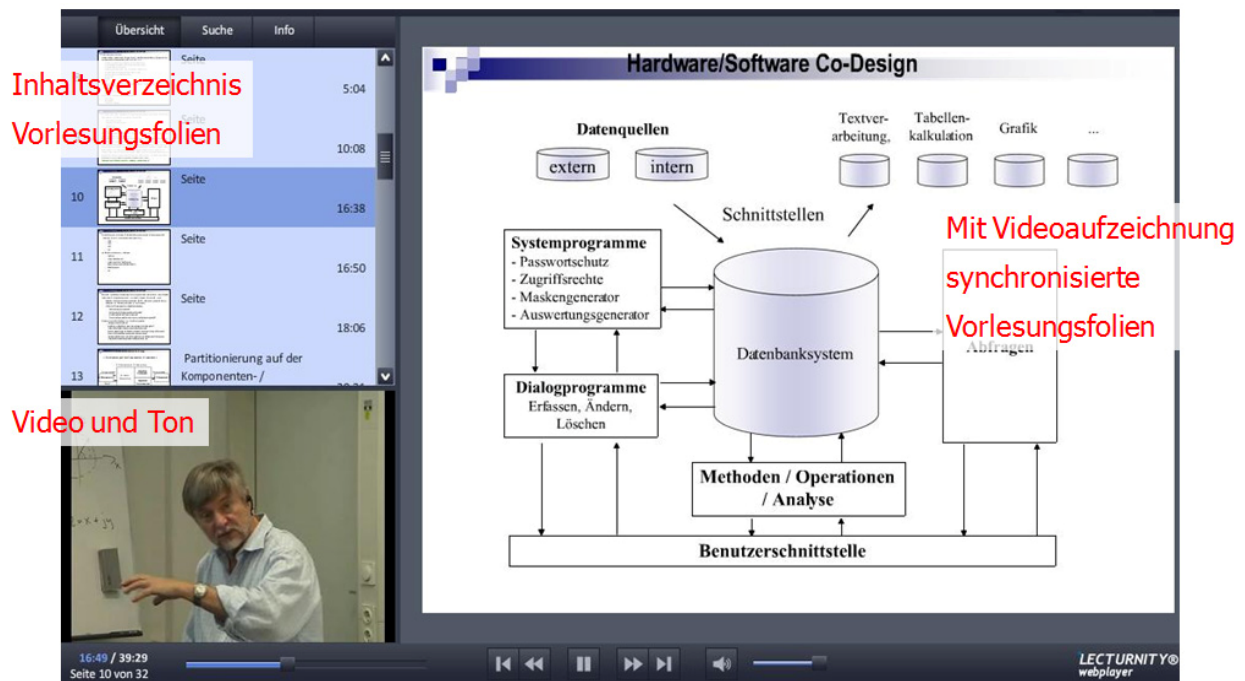 Übersicht
Suche
Info
Inhaltsverzeichnis
Vorlesungsfolien
Seite
5:04
Seite
10:08
10
Seite
16:38
11
Seite
16:50
12
Seite
18:06
13
Partitionierung auf der
Komponenten- /
Video und Ton
16:49 / 39:29
Seite 10 von 32
Hardware/Software Co-Design
Datenquellen
extern
intern
Textver-
arbeitung,
Tabellen-
kalkulation
Grafik
...
Schnittstellen
Systemprogramme
- Passwortschutz
- Zugriffsrechte
- Maskengenerator
- Auswertungsgenerator
Datenbanksystem
Mit Videoaufzeichnung
synchronisierte
Vorlesungsfolien
Abfragen
Dialogprogramme
Erfassen, Ändern,
Löschen
Methoden / Operationen
/ Analyse
Benutzerschnittstelle
LECTURNITY®
webplayer